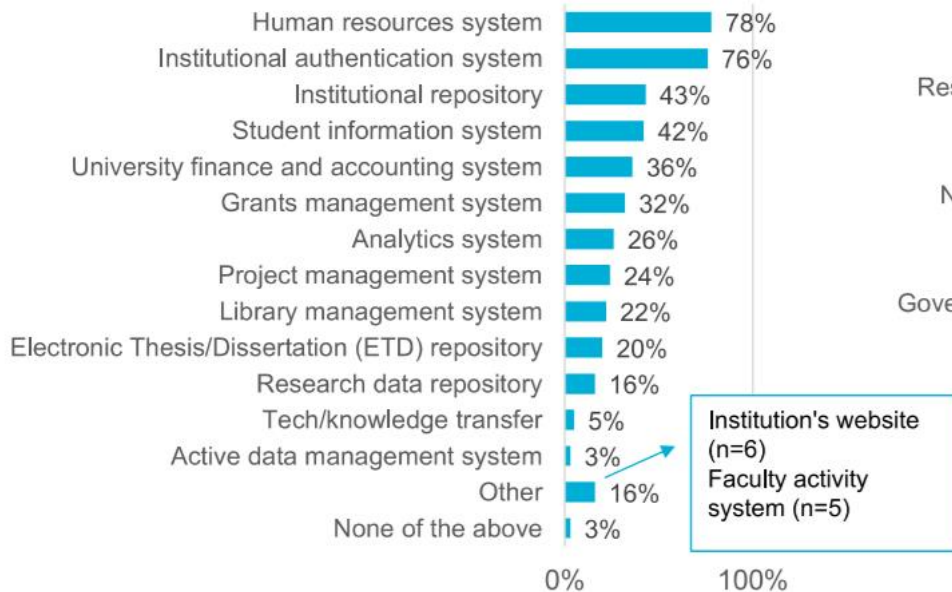 Human resources system 78%
Institutional authentication system 76%
Institutional repository 43%
Student information system 42%
University finance and accounting system 36%
Grants management system 32%
Analytics system 26%
Project management system 24%
Library management system 22%
Electronic Thesis/Dissertation (ETD) repository 20%
Research data repository 16%
Tech/knowledge transfer 5%
Active data management system 3%
Other 16%
None of the above 3%
0% 100%
Institution's website
(n=6)
Faculty activity
system (n=5)
Res
N
Gove